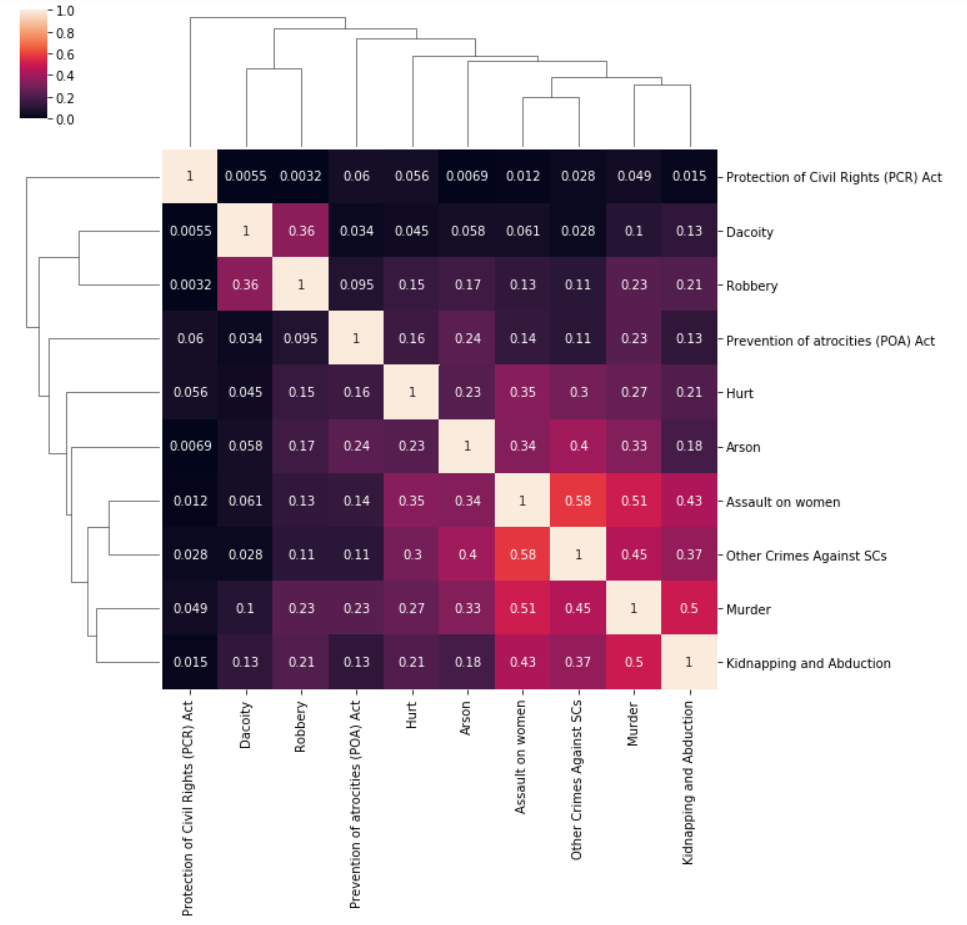 1.0
0.8
0.6
0.4
0.2
0.0
1 0.0055 0.0032 0.06 0.056 0.0069 0.012 0.028 0.049 0.015 Protection of Civil Rights (PCR) Act
0.0055 1 0.36 0.034 0.045 0.058 0.061 0.028 0.1 0.13 Dacoity
0.0032 0.36 1 0.095 0.15 0.17 0.13 0.11 0.23 0.21 Robbery
0.06 0.034 0.095 1 0.16 0.24 0.14 0.11 0.23 0.13 Prevention of atrocities (POA) Act
0.056 0.045 0.15 0.16 1 0.23 0.35 0.3 0.27 0.21 Hurt
0.0069 0.058 0.17 0.24 0.23 1 0.34 0.4 0.33 0.18 Arson
0.012 0.061 0.13 0.14 0.35 0.34 1 0.58 0.51 0.43 Assault on women
0.028 0.028 0.11 0.11 0.3 0.4 0.58 1 0.45 0.37 Other Crimes Against SCs
0.049 0.1 0.23 0.23 0.27 0.33 0.51 0.45 1 0.5 Murder
0.015 0.13 0.21 0.13 0.21 0.18 0.43 0.37 0.5 1 Kidnapping and Abduction
Protection of Civil Rights (PCR) Act
Dacoity
Robbery
Prevention of atrocities (POA) Act
Hurt
Arson
Assault on women
Other Crimes Against SCs
Murder
Kidnapping and Abduction